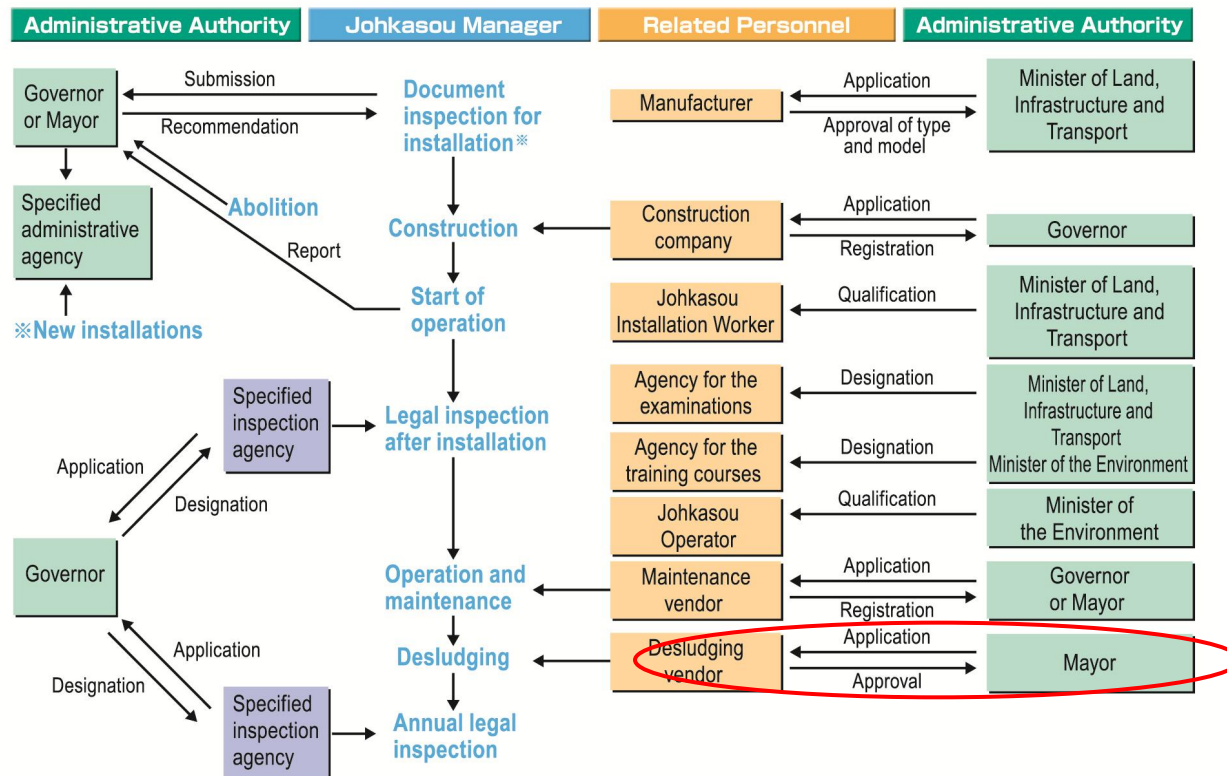 Administrative Authority
Johkasou Manager
Related Personnel
Administrative Authority
Governor
or Mayor
Submission
Recommendation
Document
inspection for
installation※
Specified
administrative
agency
Abolition
Report
※New installations
Construction
Start of
operation
Specified
inspection
agency
Legal inspection
after installation
Application
Designation
Governor
Operation and
maintenance
Desludging
Application
Designation
Specified
inspection
agency
Annual legal
inspection
Manufacturer
Application
Approval of type
and model
Minister of Land,
Infrastructure and
Transport
Construction
company
Application
Registration
Governor
Johkasou
Installation Worker
Qualification
Minister of Land,
Infrastructure and
Transport
Agency for the
examinations
Designation
Minister of Land,
Infrastructure and
Transport
Minister of the Environment
Agency for the
training courses
Designation
Johkasou
Operator
Qualification
Minister of
the Environment
Maintenance
vendor
Application
Registration
Governor
or Mayor
Desludging
vendor
Application
Approval
Mayor